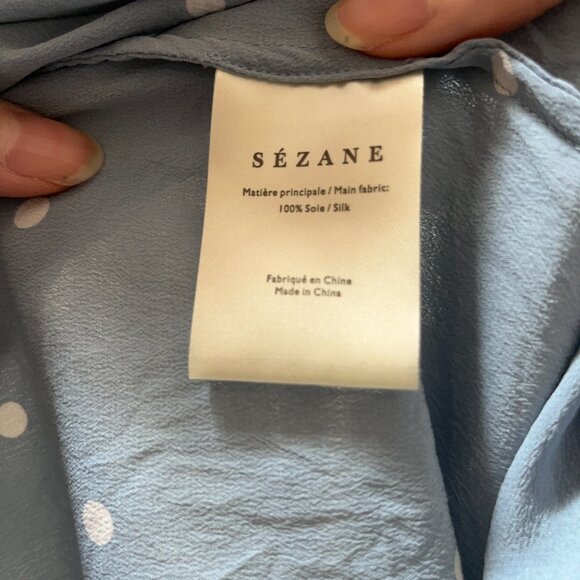 SÉZANE
Matière principale / Main fabric:
100% Soie / Silk
Fabriqué en Chine
Made in China